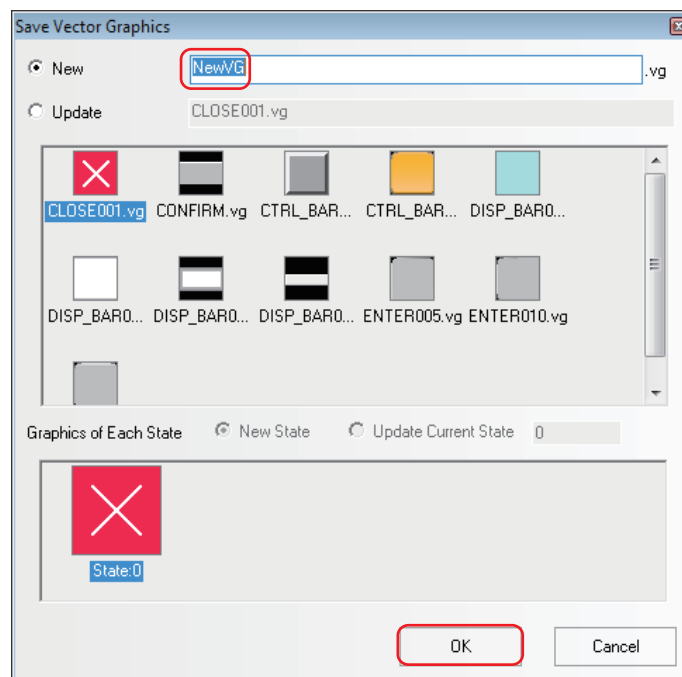 Save Vector Graphics
New NewVG .vg
Update CLOSE001.vg
CLOSE001.vg CONFIRM.vg CTRL_BAR... CTRL_BAR... DISP_BAR0...
DISP_BAR0... DISP_BAR0... DISP_BAR0... ENTER005.vg ENTER010.vg
Graphics of Each State New State Update Current State 0
State:0
OK Cancel